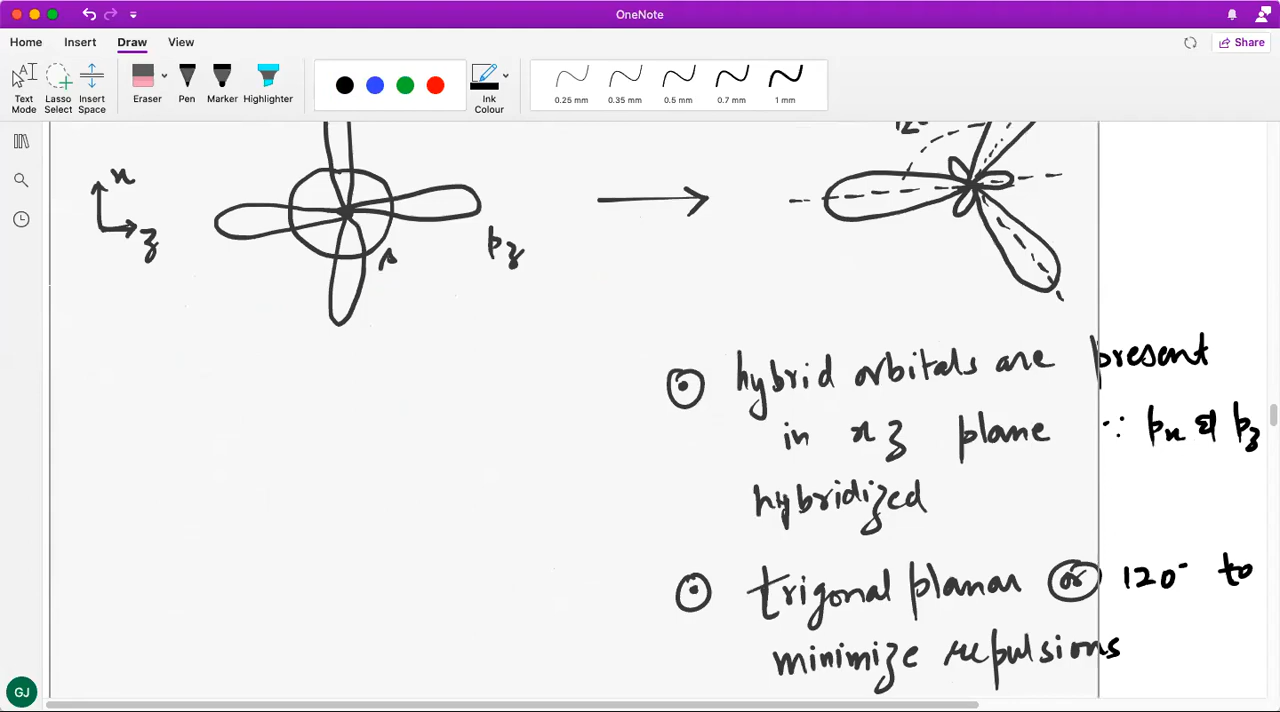 OneNote
Home Insert Draw View
Share
Text Mode
Lasso Select
Insert Space
Eraser
Pen
Marker
Highlighter
Ink Colour
0.25 mm 0.35 mm 0.5 mm 0.7 mm 1 mm
x
z
s
pz
hybrid orbitals are present
in xz plane ∵ px & pz
hybridized
trigonal planar or 120° to
minimize repulsions
GJ